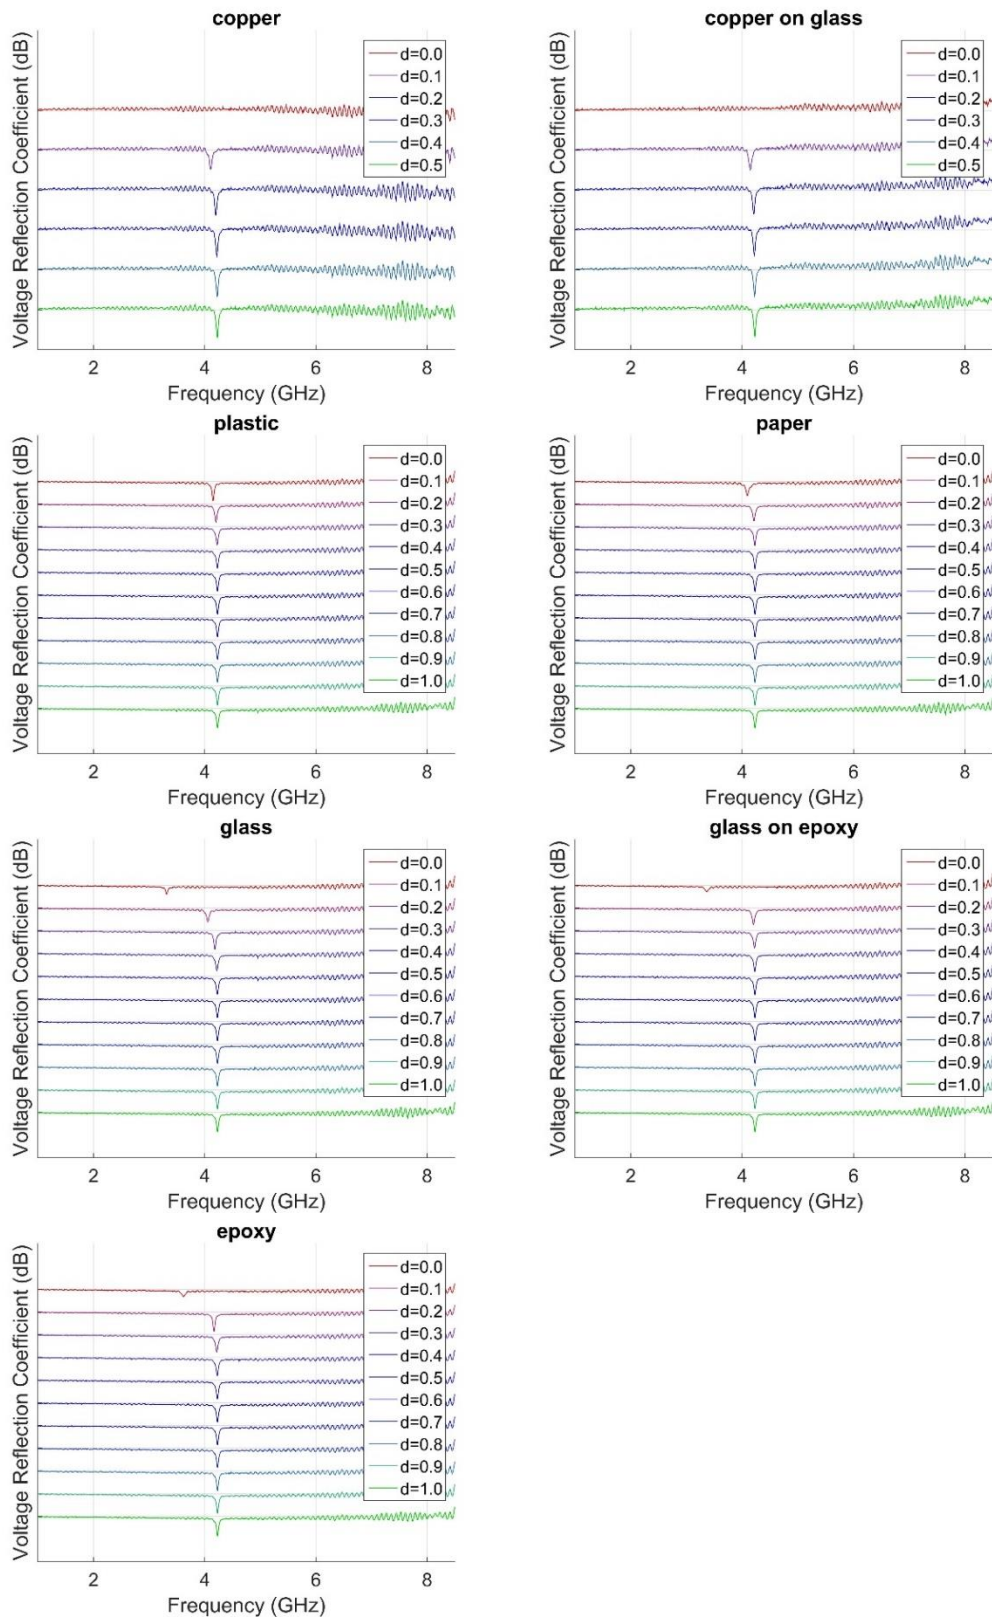 copper
Voltage Reflection Coefficient (dB)
d=0.0
d=0.1
d=0.2
d=0.3
d=0.4
d=0.5
2 4 6 8
Frequency (GHz)
copper on glass
Voltage Reflection Coefficient (dB)
d=0.0
d=0.1
d=0.2
d=0.3
d=0.4
d=0.5
2 4 6 8
Frequency (GHz)
plastic
Voltage Reflection Coefficient (dB)
d=0.0
d=0.1
d=0.2
d=0.3
d=0.4
d=0.5
d=0.6
d=0.7
d=0.8
d=0.9
d=1.0
2 4 6 8
Frequency (GHz)
paper
Voltage Reflection Coefficient (dB)
d=0.0
d=0.1
d=0.2
d=0.3
d=0.4
d=0.5
d=0.6
d=0.7
d=0.8
d=0.9
d=1.0
2 4 6 8
Frequency (GHz)
glass
Voltage Reflection Coefficient (dB)
d=0.0
d=0.1
d=0.2
d=0.3
d=0.4
d=0.5
d=0.6
d=0.7
d=0.8
d=0.9
d=1.0
2 4 6 8
Frequency (GHz)
glass on epoxy
Voltage Reflection Coefficient (dB)
d=0.0
d=0.1
d=0.2
d=0.3
d=0.4
d=0.5
d=0.6
d=0.7
d=0.8
d=0.9
d=1.0
2 4 6 8
Frequency (GHz)
epoxy
Voltage Reflection Coefficient (dB)
d=0.0
d=0.1
d=0.2
d=0.3
d=0.4
d=0.5
d=0.6
d=0.7
d=0.8
d=0.9
d=1.0
2 4 6 8
Frequency (GHz)